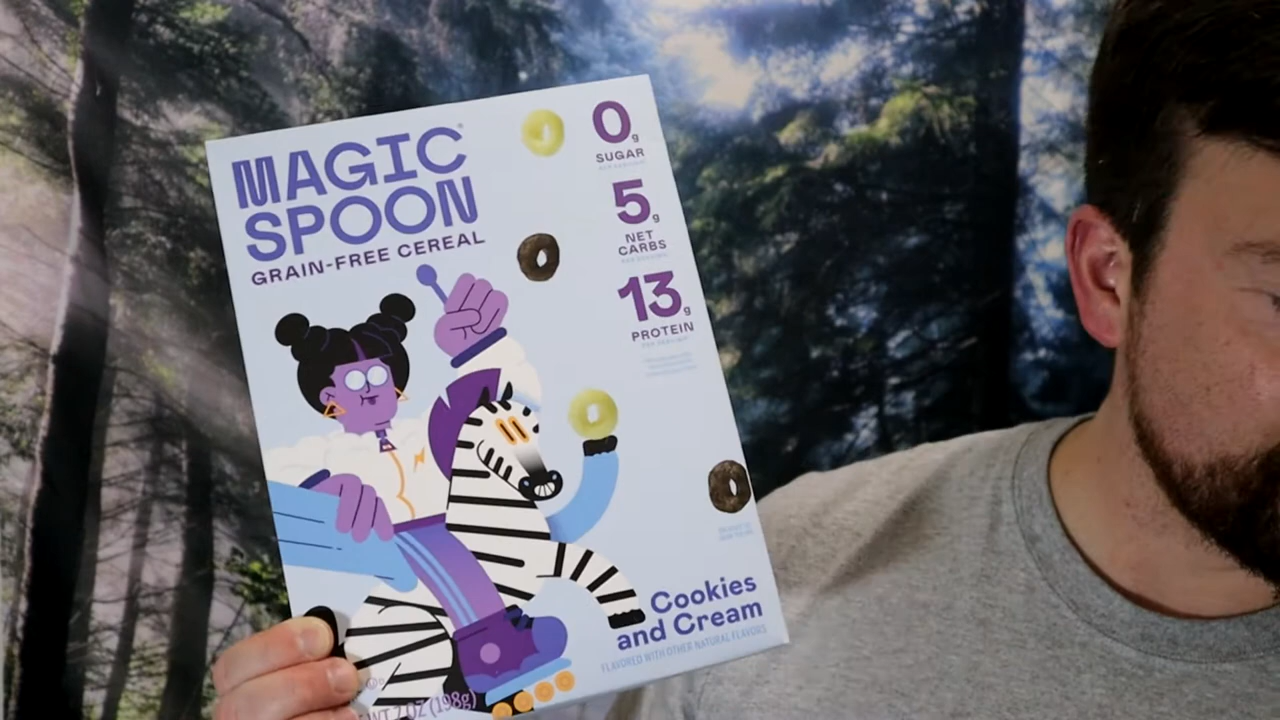 MAGIC
SPOON
GRAIN-FREE CEREAL
0g
SUGAR
5g
NET
CARBS
13g
PROTEIN
Cookies
and Cream
FLAVORED WITH OTHER NATURAL FLAVORS
WT 7 OZ (198g)